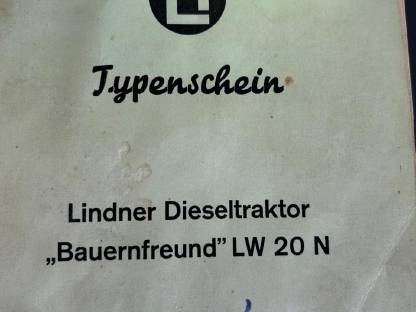 L
Typenschein
Lindner Dieseltraktor
„Bauernfreund” LW 20 N